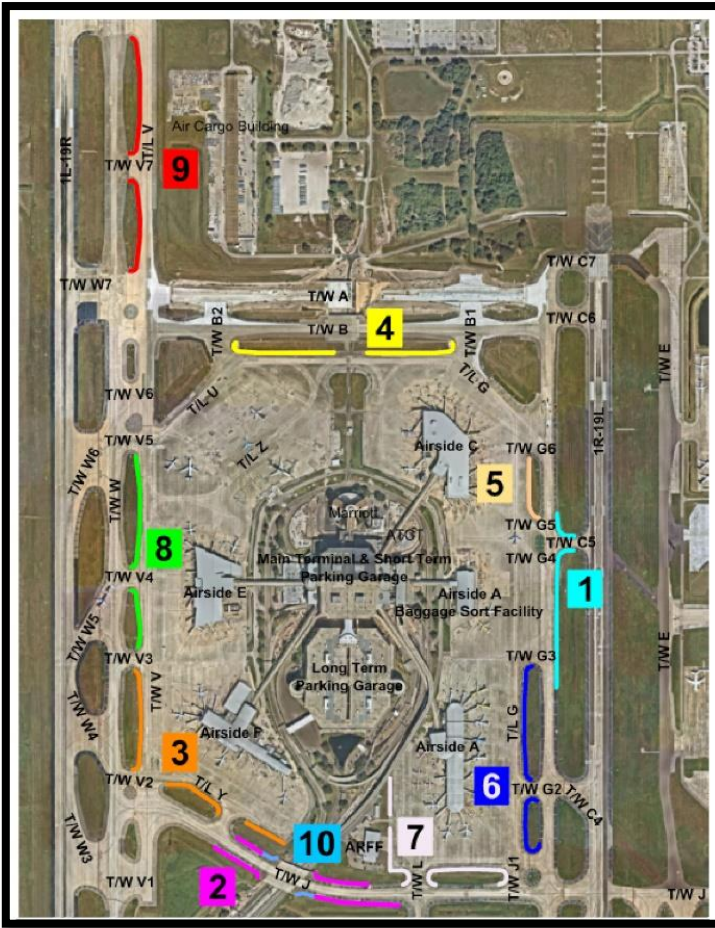 1L-19R
T/L V
Air Cargo Building
T/W V7
9
T/W W7
T/W A
T/W C7
T/W B2
T/W B
4
T/W B1
T/W C6
T/W E
T/L U
T/L G
T/W V6
T/W V5
T/L Z
Airside C
T/W G6
1R-19L
T/W W6
T/W W
5
Marriott
ATCT
T/W G5
T/W C5
8
Main Terminal & Short Term
Parking Garage
T/W G4
T/W V4
Airside E
Airside A
Baggage Sort Facility
1
T/W W5
T/W V3
T/W G3
T/W E
T/W V
Long Term
Parking Garage
T/W W4
Airside F
Airside A
T/L G
3
T/W V2
T/L Y
6
T/W G2
T/W C4
T/W W3
10
ARFF
7
2
T/W J
T/W L
T/W J1
T/W V1
T/W J